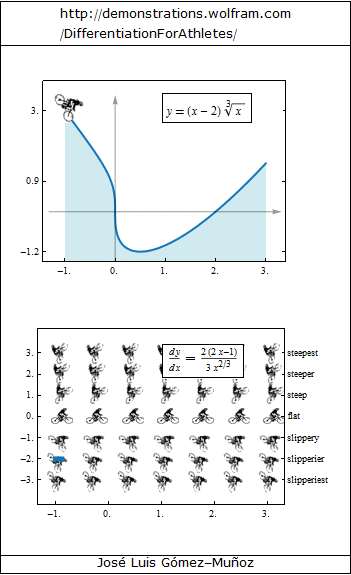 http://demonstrations.wolfram.com
/DifferentiationForAthletes/
y = (x − 2) ∛x
3.
0.9
−1.2
−1. 0. 1. 2. 3.
dy/dx = 2 (2 x−1) / 3 x^(2/3)
3. steepest
2. steeper
1. steep
0. flat
−1. slippery
−2. slipperier
−3. slipperiest
−1. 0. 1. 2. 3.
José Luis Gómez−Muñoz